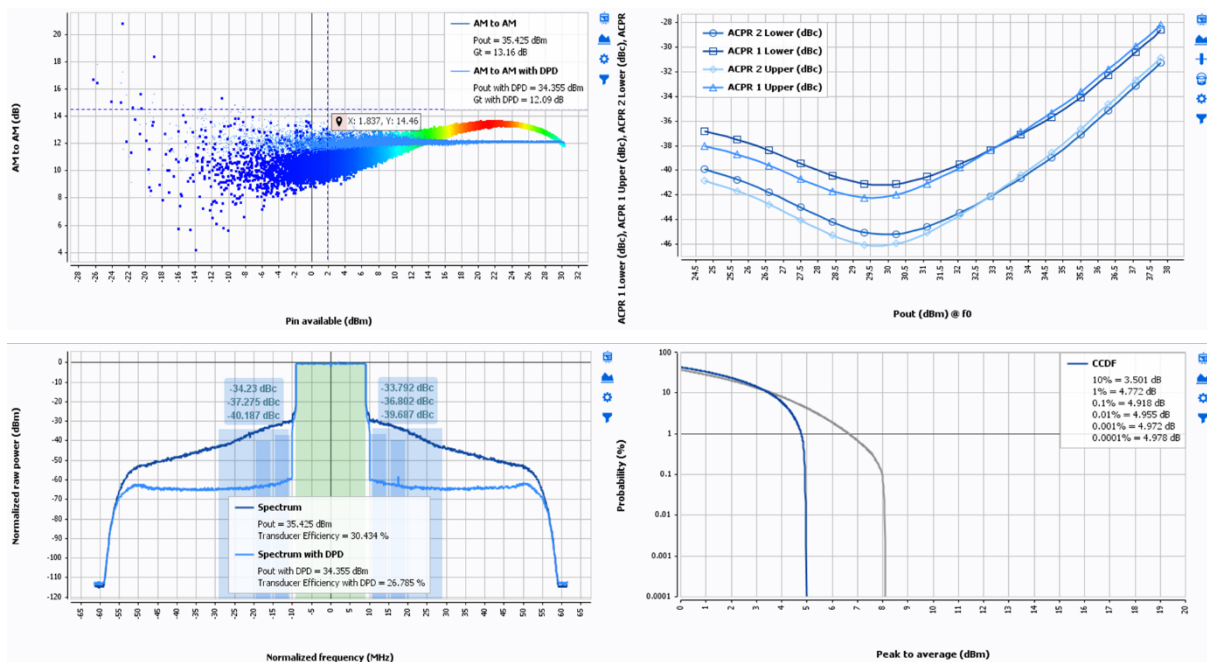 AM to AM (dB)
20
18
16
14
12
10
8
6
4
AM to AM
Pout = 35.425 dBm
Gt = 13.16 dB
AM to AM with DPD
Pout with DPD = 34.355 dBm
Gt with DPD = 12.09 dB
X: 1.837, Y: 14.46
-28 -26 -24 -22 -20 -18 -16 -14 -12 -10 -8 -6 -4 -2 0 2 4 6 8 10 12 14 16 18 20 22 24 26 28 30 32
Pin available (dBm)
ACPR 1 Lower (dBc), ACPR 1 Upper (dBc), ACPR 2 Lower (dBc), ACPR
-28
-30
-32
-34
-36
-38
-40
-42
-44
-46
ACPR 2 Lower (dBc)
ACPR 1 Lower (dBc)
ACPR 2 Upper (dBc)
ACPR 1 Upper (dBc)
24.5 25 25.5 26 26.5 27 27.5 28 28.5 29 29.5 30 30.5 31 31.5 32 32.5 33 33.5 34 34.5 35 35.5 36 36.5 37 37.5 38
Pout (dBm) @ f0
Normalized raw power (dBm)
0
-10
-20
-30
-40
-50
-60
-70
-80
-90
-100
-110
-120
-34.23 dBc
-37.275 dBc
-40.187 dBc
-33.792 dBc
-36.802 dBc
-39.687 dBc
Spectrum
Pout = 35.425 dBm
Transducer Efficiency = 30.434 %
Spectrum with DPD
Pout with DPD = 34.355 dBm
Transducer Efficiency with DPD = 26.785 %
-65 -60 -55 -50 -45 -40 -35 -30 -25 -20 -15 -10 -5 0 5 10 15 20 25 30 35 40 45 50 55 60 65
Normalized frequency (MHz)
Probability (%)
100
10
1
0.1
0.01
0.001
0.0001
CCDF
10% = 3.501 dB
1% = 4.772 dB
0.1% = 4.918 dB
0.01% = 4.955 dB
0.001% = 4.972 dB
0.0001% = 4.978 dB
0 1 2 3 4 5 6 7 8 9 10 11 12 13 14 15 16 17 18 19 20
Peak to average (dBm)